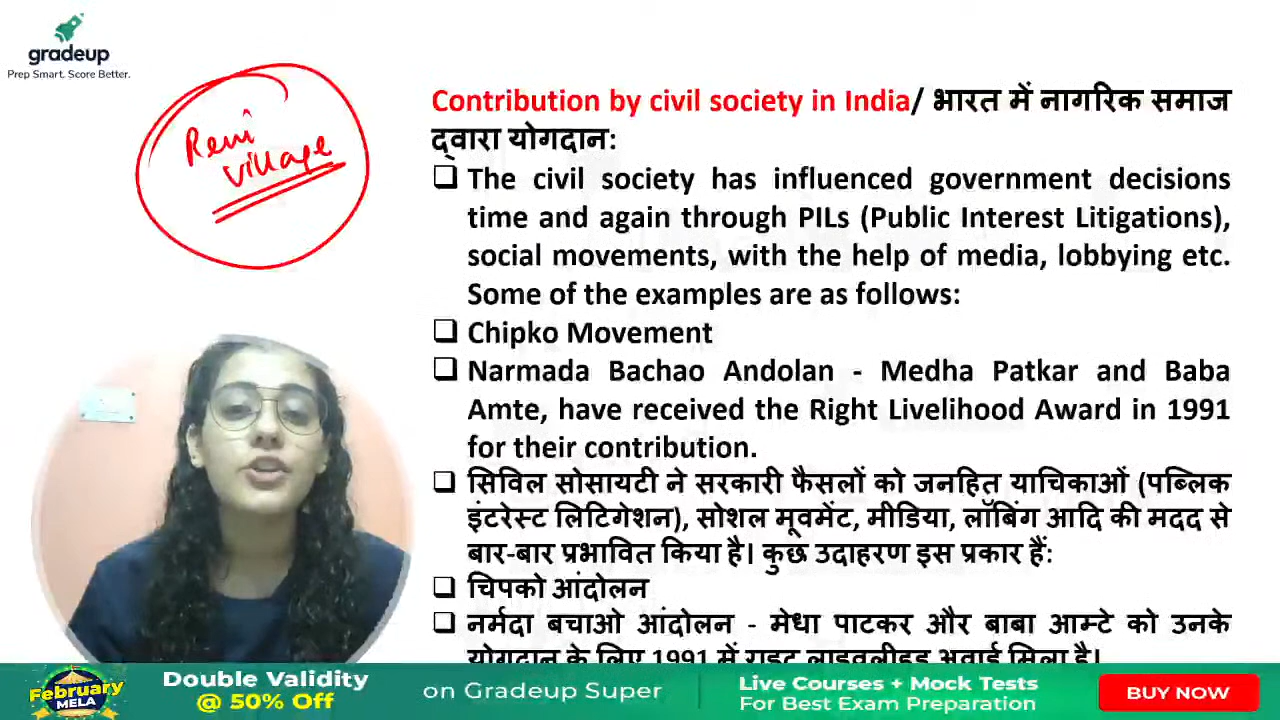 gradeup
Prep Smart. Score Better.
Reni
village
Contribution by civil society in India/ भारत में नागरिक समाज
द्वारा योगदान:
❑ The civil society has influenced government decisions
time and again through PILs (Public Interest Litigations),
social movements, with the help of media, lobbying etc.
Some of the examples are as follows:
❑ Chipko Movement
❑ Narmada Bachao Andolan - Medha Patkar and Baba
Amte, have received the Right Livelihood Award in 1991
for their contribution.
❑ सिविल सोसायटी ने सरकारी फैसलों को जनहित याचिकाओं (पब्लिक
इंटरेस्ट लिटिगेशन), सोशल मूवमेंट, मीडिया, लॉबिंग आदि की मदद से
बार-बार प्रभावित किया है। कुछ उदाहरण इस प्रकार हैं:
❑ चिपको आंदोलन
❑ नर्मदा बचाओ आंदोलन - मेधा पाटकर और बाबा आम्टे को उनके
योगदान के लिए 1991 में राइट लाइवलीहुड अवार्ड मिला है।
February
MELA
Double Validity
@ 50% Off
on Gradeup Super
Live Courses + Mock Tests
For Best Exam Preparation
BUY NOW